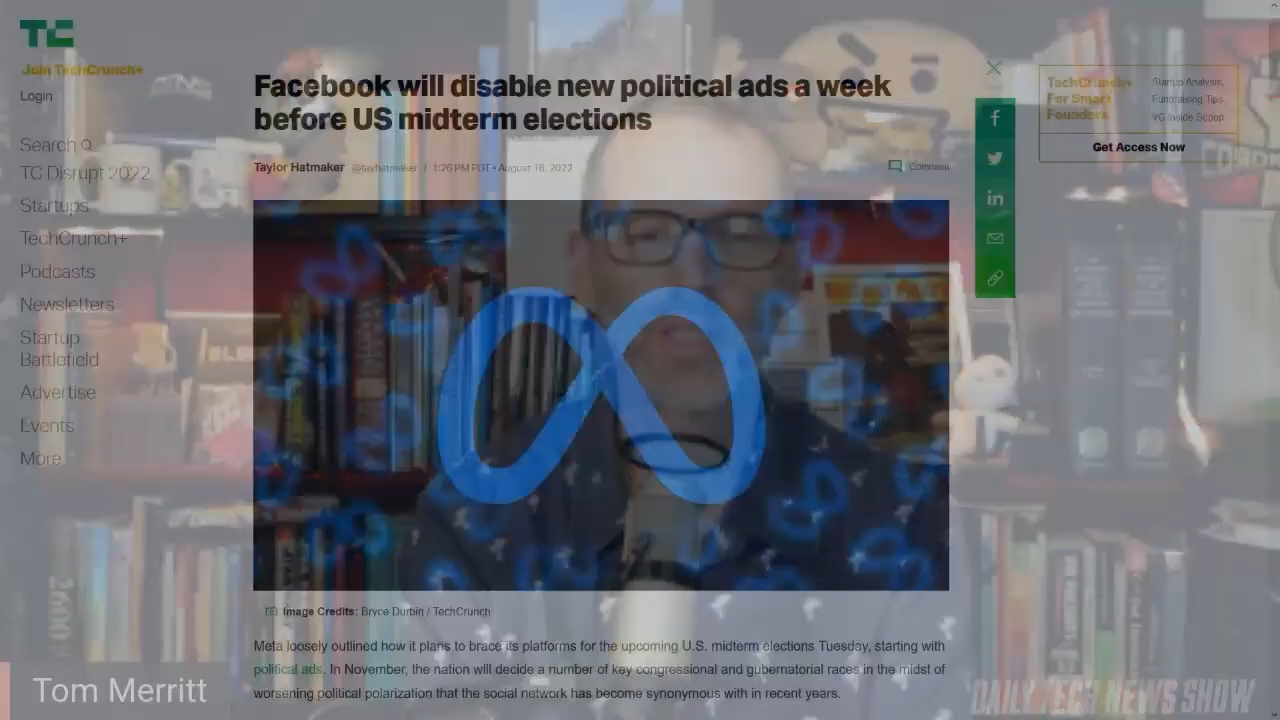 TC
Join TechCrunch+
Login
Search
TC Disrupt 2022
Startups
TechCrunch+
Podcasts
Newsletters
Startup
Battlefield
Advertise
Events
More
Facebook will disable new political ads a week
before US midterm elections
Taylor Hatmaker @tayhatmaker / 1:26 PM PDT • August 16, 2022
Comment
TechCrunch+
For Smart
Founders
Startup Analysis,
Fundraising Tips,
VC Inside Scoop
Get Access Now
Image Credits: Bryce Durbin / TechCrunch
Meta loosely outlined how it plans to brace its platforms for the upcoming U.S. midterm elections Tuesday, starting with
political ads. In November, the nation will decide a number of key congressional and gubernatorial races in the midst of
worsening political polarization that the social network has become synonymous with in recent years.
2600
Tom Merritt
DAILY TECH NEWS SHOW